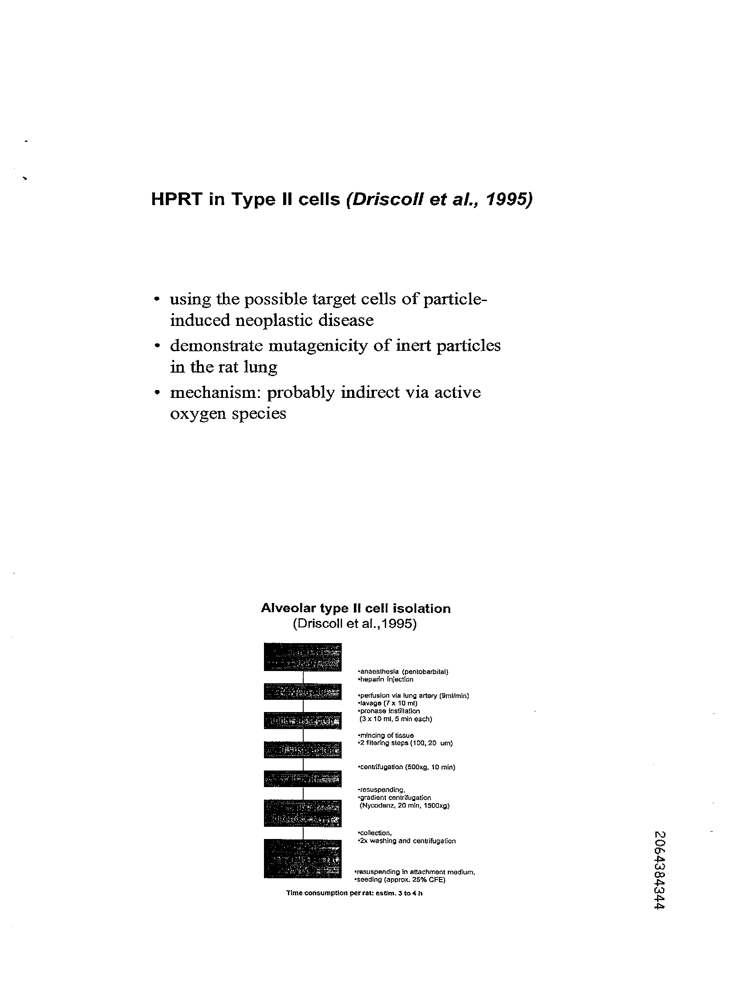 HPRT in Type II cells (Driscoll et al., 1995)
• using the possible target cells of particle-
induced neoplastic disease
• demonstrate mutagenicity of inert particles
in the rat lung
• mechanism: probably indirect via active
oxygen species
Alveolar type II cell isolation
(Driscoll et al.,1995)
•anaesthesia (pentobarbital)
•heparin injection
•perfusion via lung artery (9ml/min)
•lavage (7 x 10 ml)
•pronase instillation
(3 x 10 ml, 5 min each)
•mincing of tissue
•2 filtering steps (100, 20 um)
•centrifugation (500xg, 10 min)
•resuspending,
•gradient centrifugation
(Nycodenz, 20 min, 1500xg)
•collection,
•2x washing and centrifugation
•resuspending in attachment medium,
•seeding (approx. 25% CFE)
Time consumption per rat: estim. 3 to 4 h
2064384344